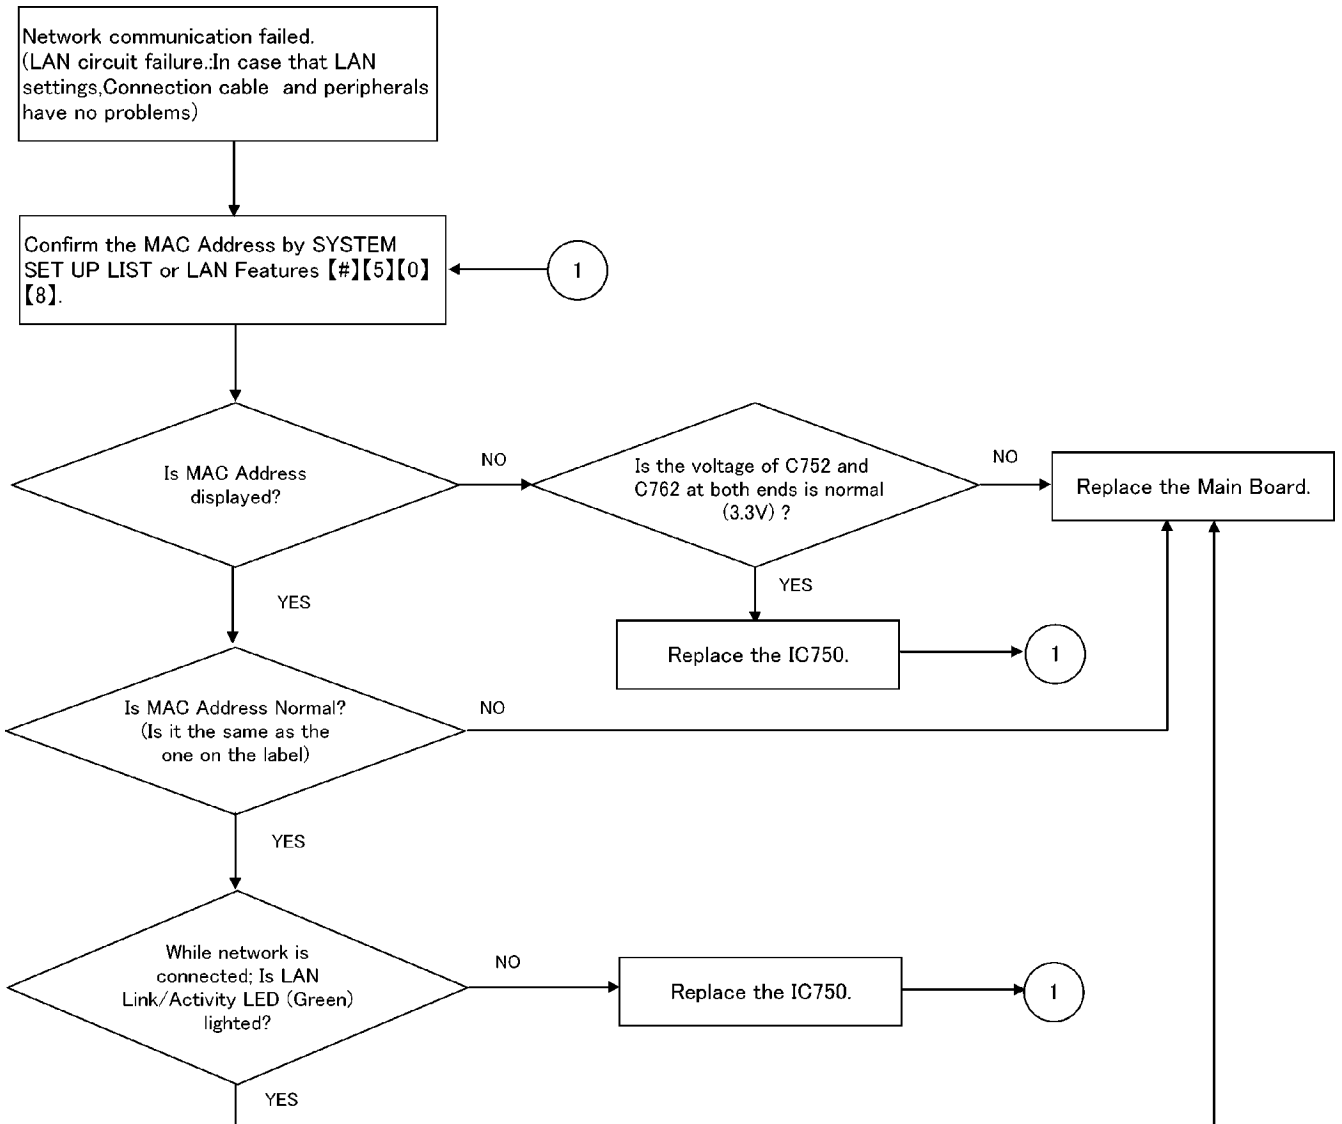 Network communication failed.
(LAN circuit failure.:In case that LAN
settings,Connection cable and peripherals
have no problems)
Confirm the MAC Address by SYSTEM
SET UP LIST or LAN Features 【#】【5】【0】
【8】.
1
Is MAC Address
displayed?
NO
Is the voltage of C752 and
C762 at both ends is normal
(3.3V) ?
NO
Replace the Main Board.
YES
YES
Replace the IC750.
1
Is MAC Address Normal?
(Is it the same as the
one on the label)
NO
YES
While network is
connected; Is LAN
Link/Activity LED (Green)
lighted?
NO
Replace the IC750.
1
YES